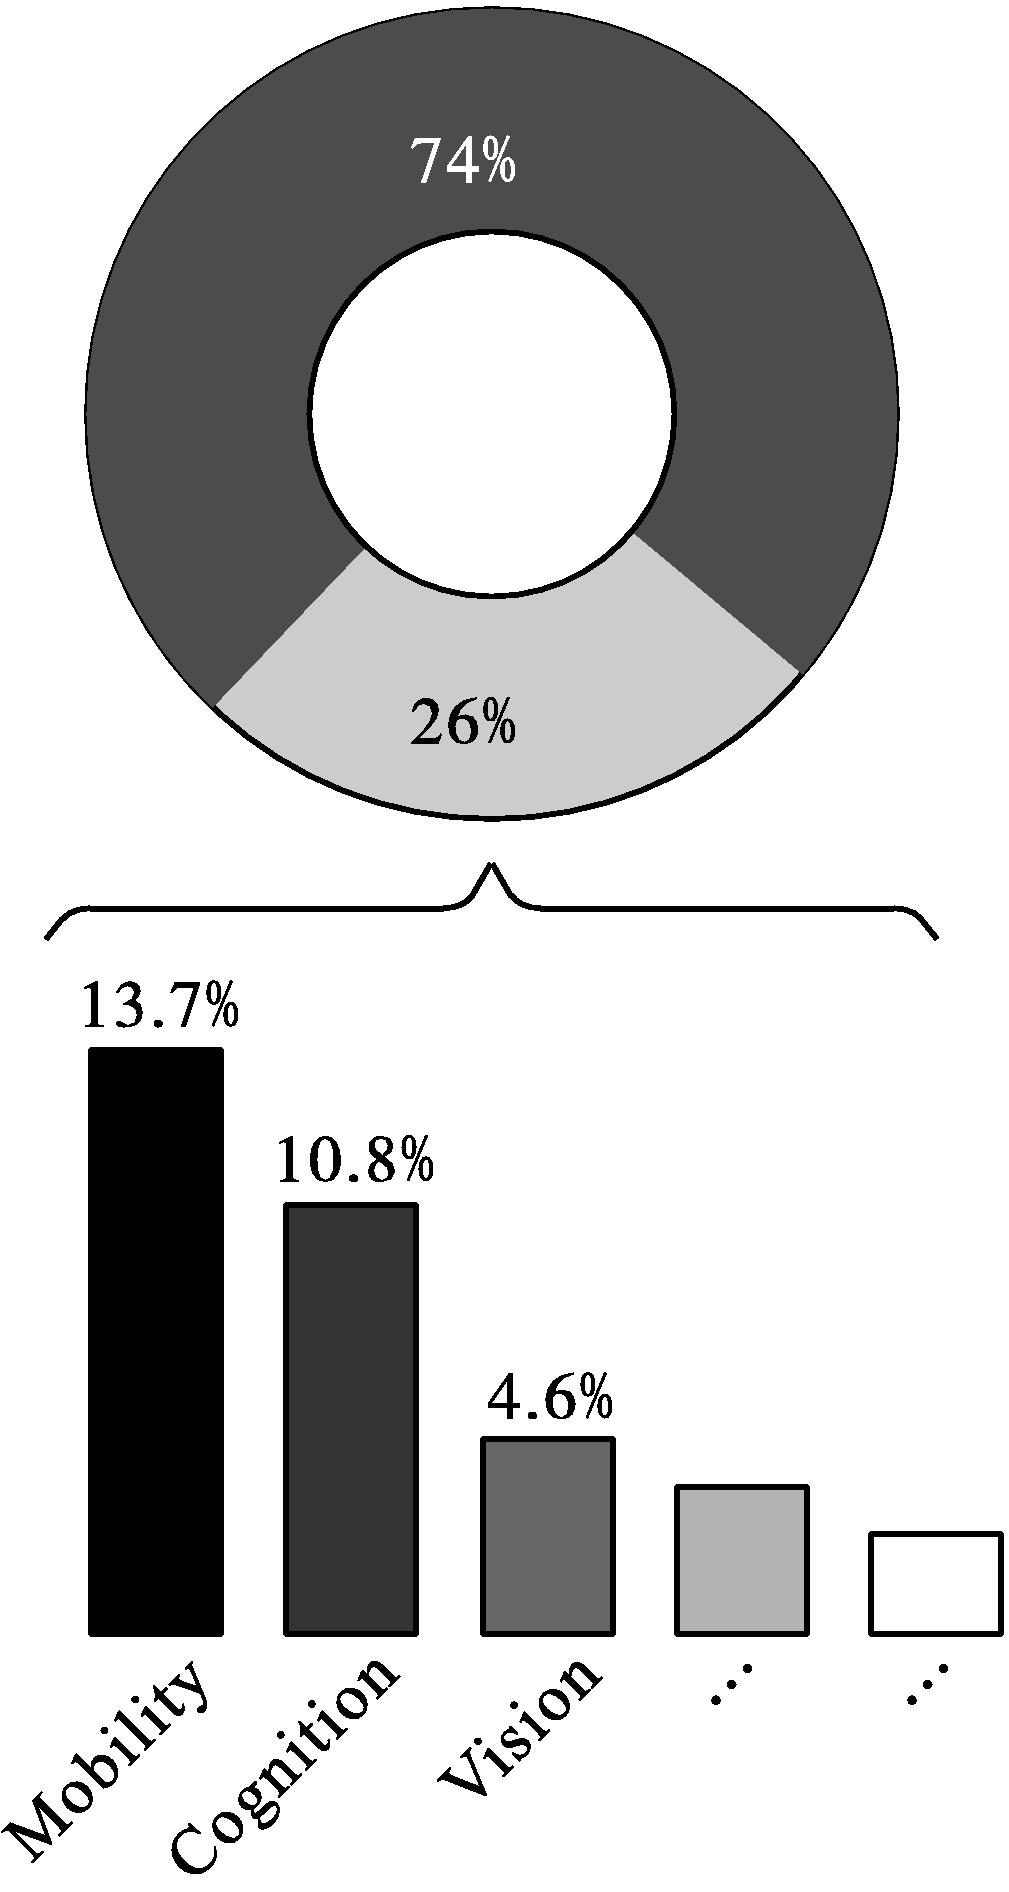 74%
26%
13.7%
10.8%
4.6%
Mobility
Cognition
Vision
...
...